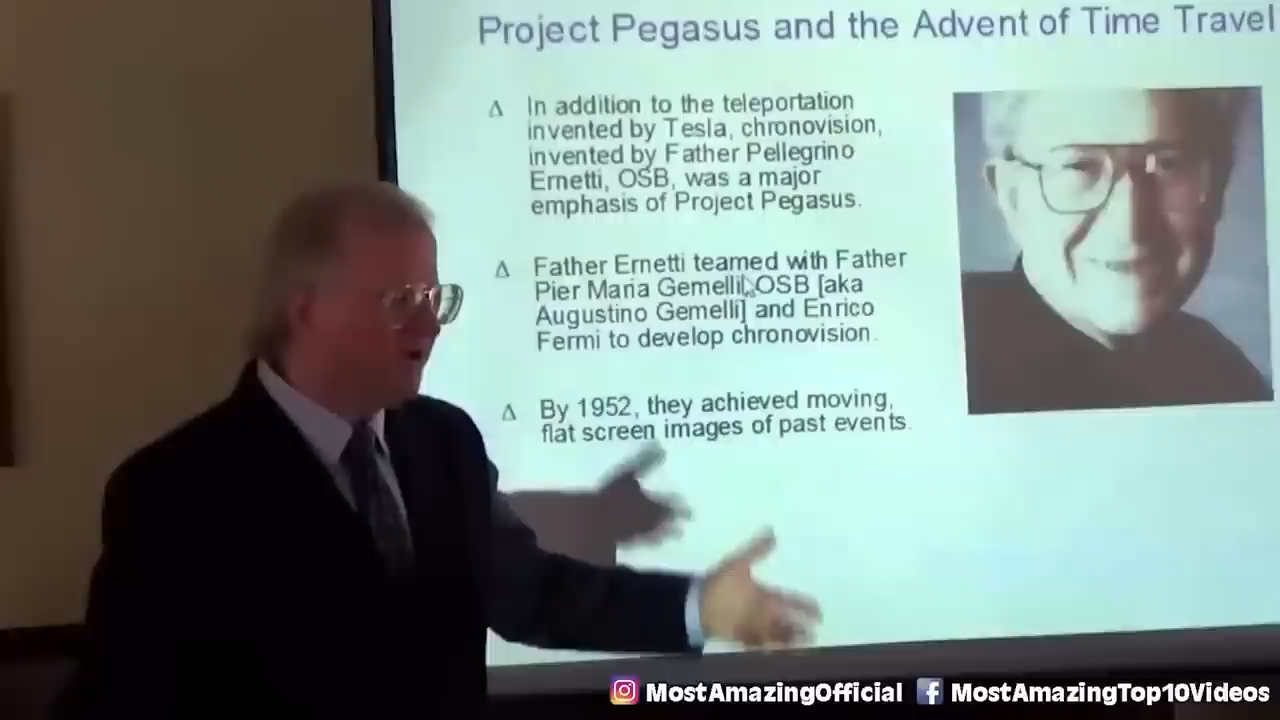 Project Pegasus and the Advent of Time Travel
Δ In addition to the teleportation
invented by Tesla, chronovision,
invented by Father Pellegrino
Ernetti, OSB, was a major
emphasis of Project Pegasus.
Δ Father Ernetti teamed with Father
Pier Maria Gemelli, OSB [aka
Augustino Gemelli] and Enrico
Fermi to develop chronovision.
Δ By 1952, they achieved moving,
flat screen images of past events.
MostAmazingOfficial MostAmazingTop10Videos